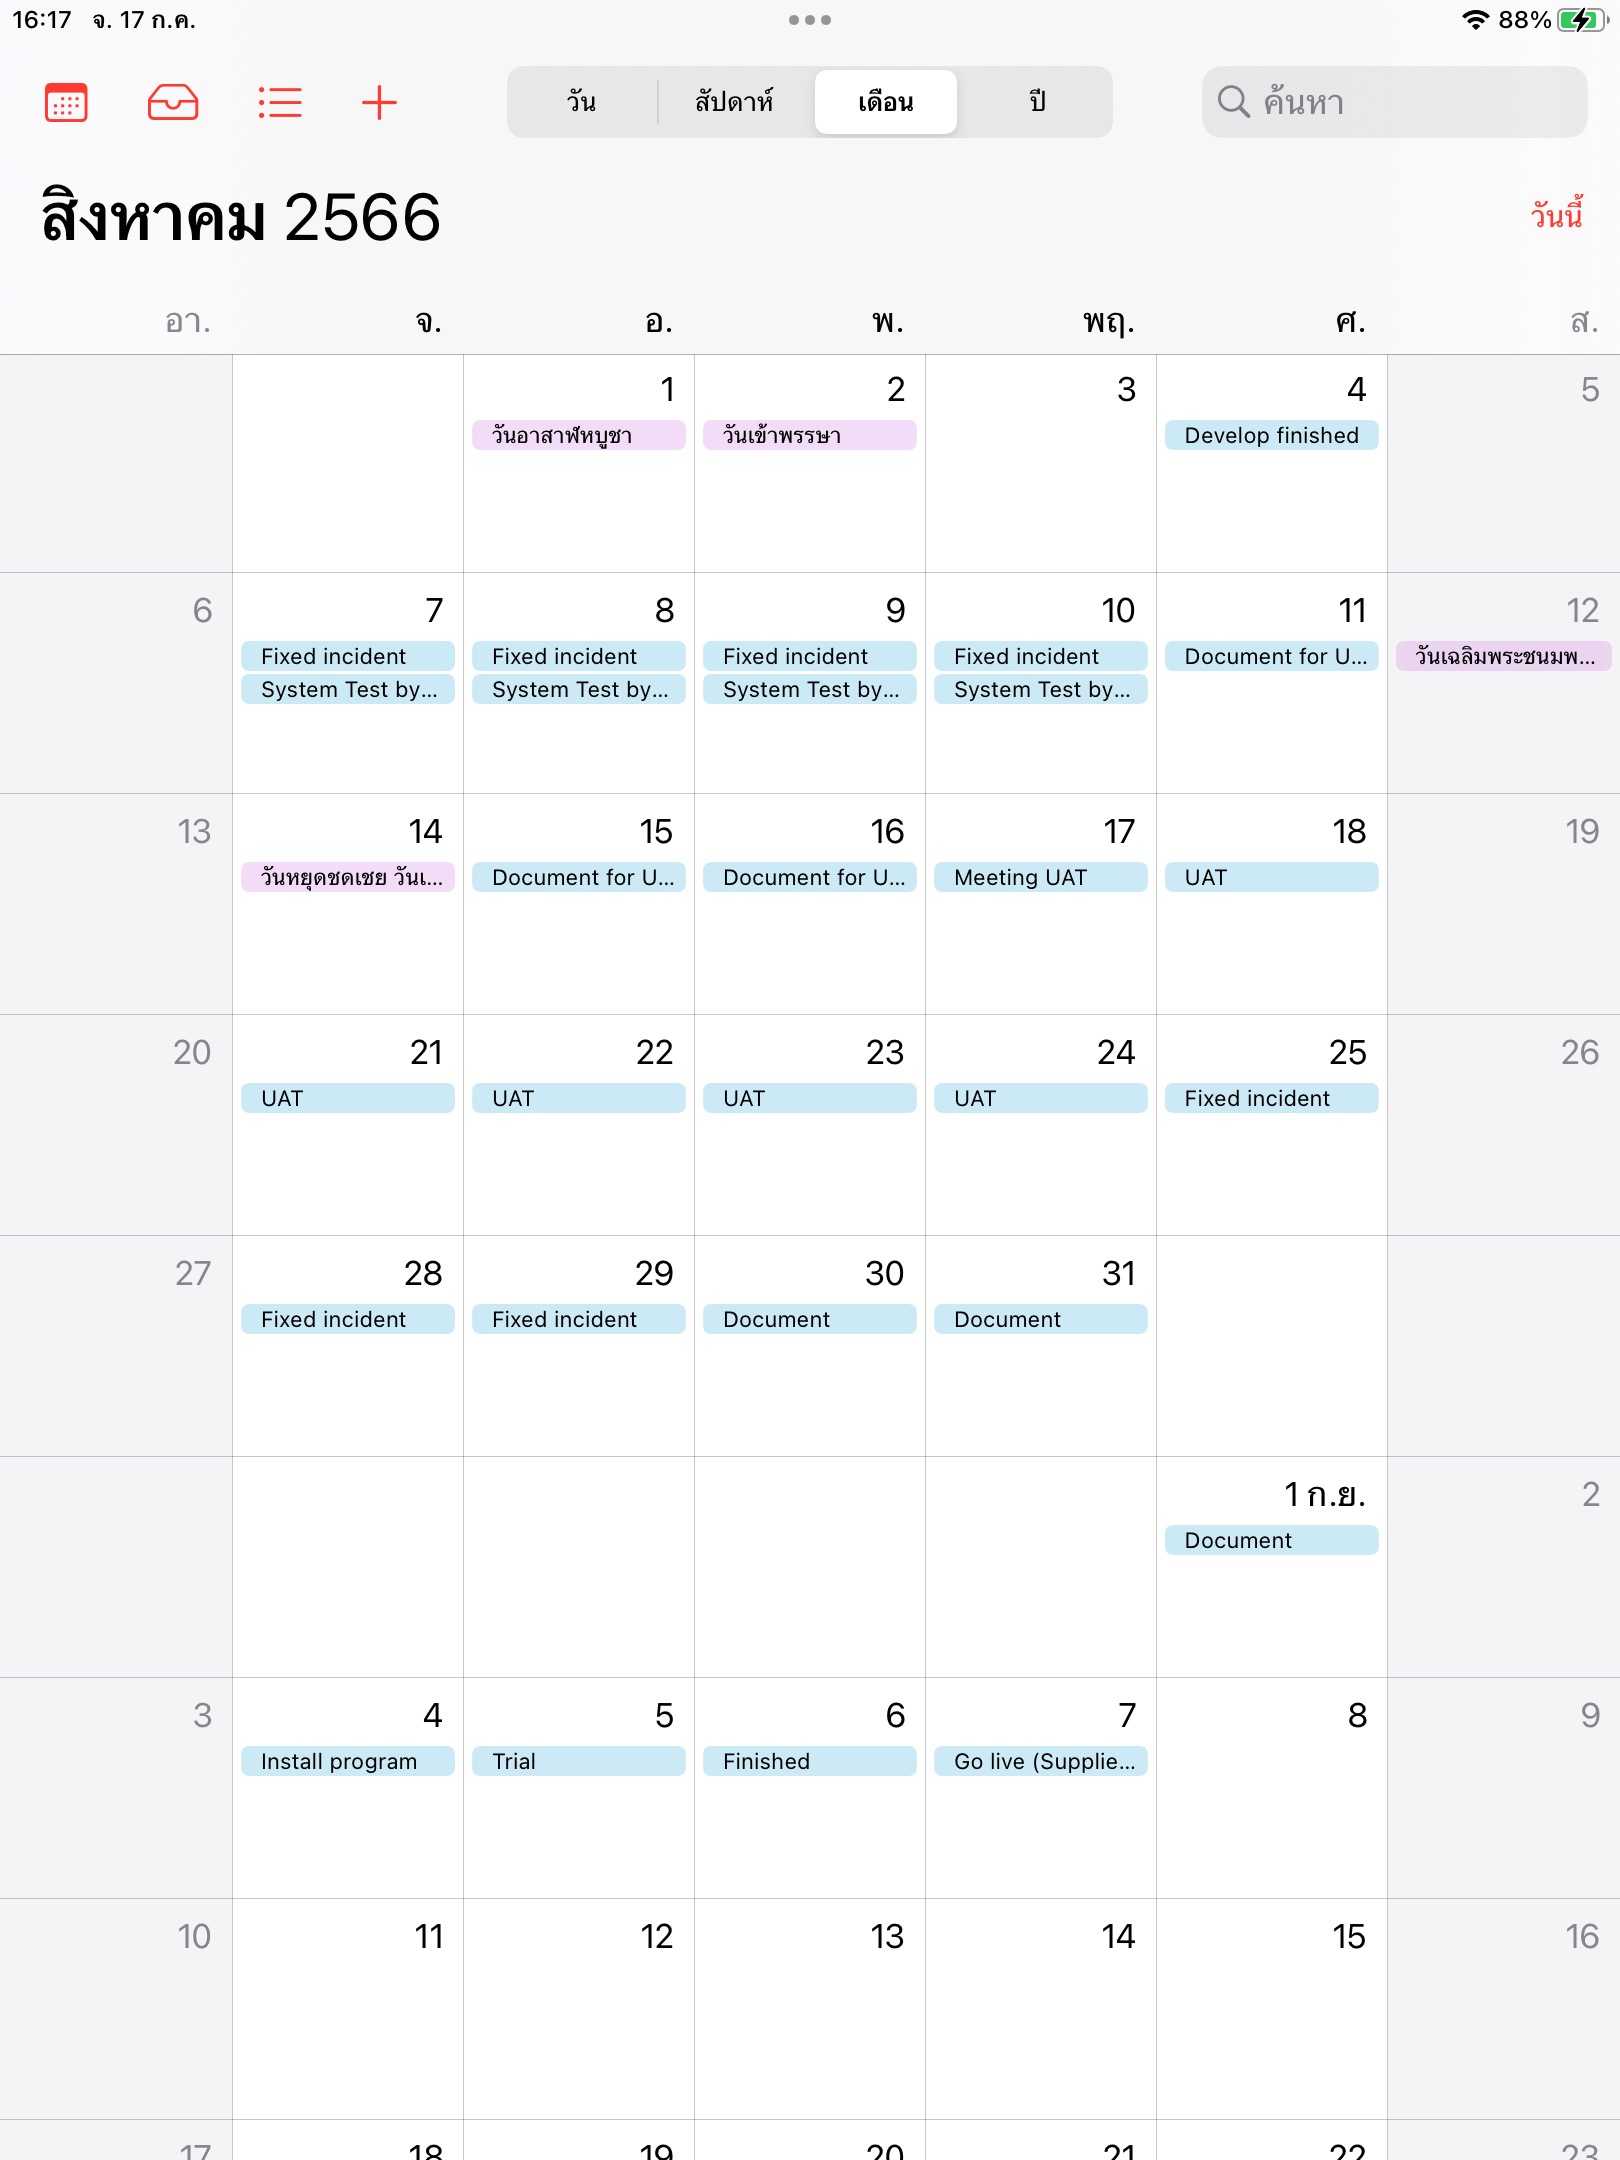 16:17 จ. 17 ก.ค. 88%
วัน สัปดาห์ เดือน ปี ค้นหา
สิงหาคม 2566 วันนี้
อา. จ. อ. พ. พฤ. ศ. ส.
1 2 3 4 5
วันอาสาฬหบูชา วันเข้าพรรษา Develop finished
6 7 8 9 10 11 12
Fixed incident Fixed incident Fixed incident Fixed incident Document for U... วันเฉลิมพระชนมพ...
System Test by... System Test by... System Test by... System Test by...
13 14 15 16 17 18 19
วันหยุดชดเชย วันเ... Document for U... Document for U... Meeting UAT UAT
20 21 22 23 24 25 26
UAT UAT UAT UAT Fixed incident
27 28 29 30 31
Fixed incident Fixed incident Document Document
1 ก.ย. 2
Document
3 4 5 6 7 8 9
Install program Trial Finished Go live (Supplie...
10 11 12 13 14 15 16
17 18 19 20 21 22 23